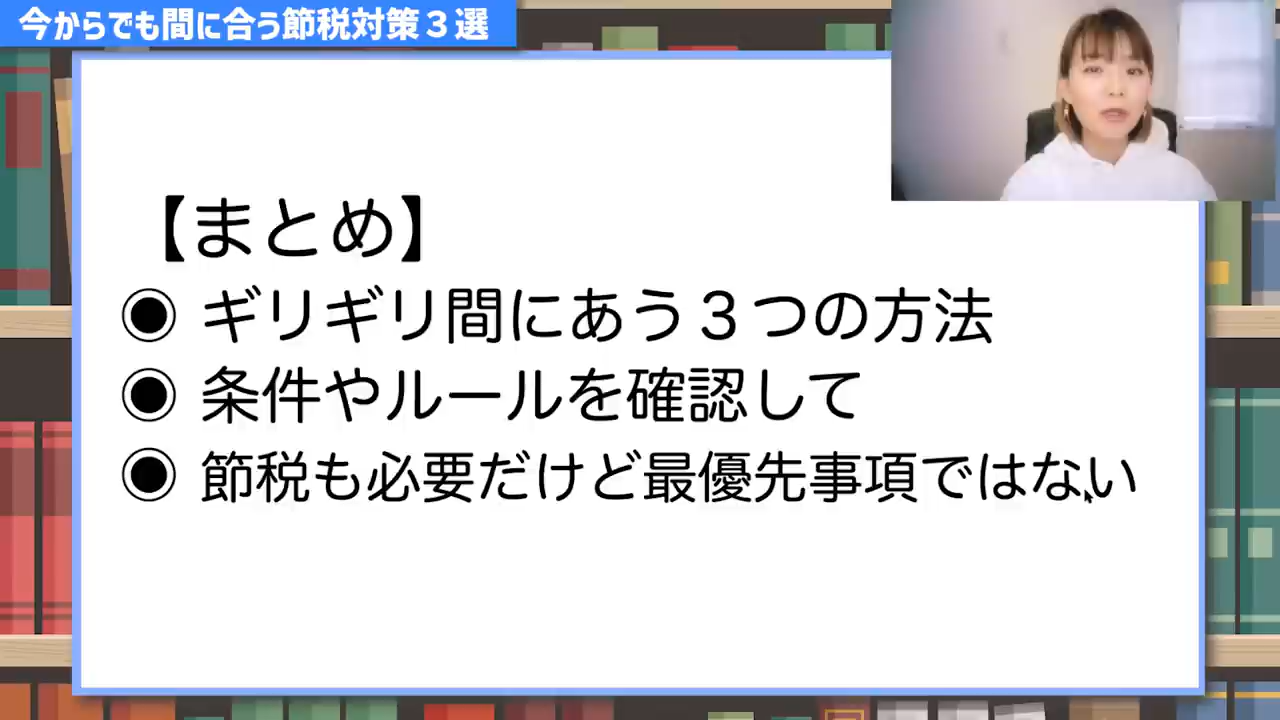 今からでも間に合う節税対策３選
【まとめ】
◉ ギリギリ間にあう３つの方法
◉ 条件やルールを確認して
◉ 節税も必要だけど最優先事項ではない